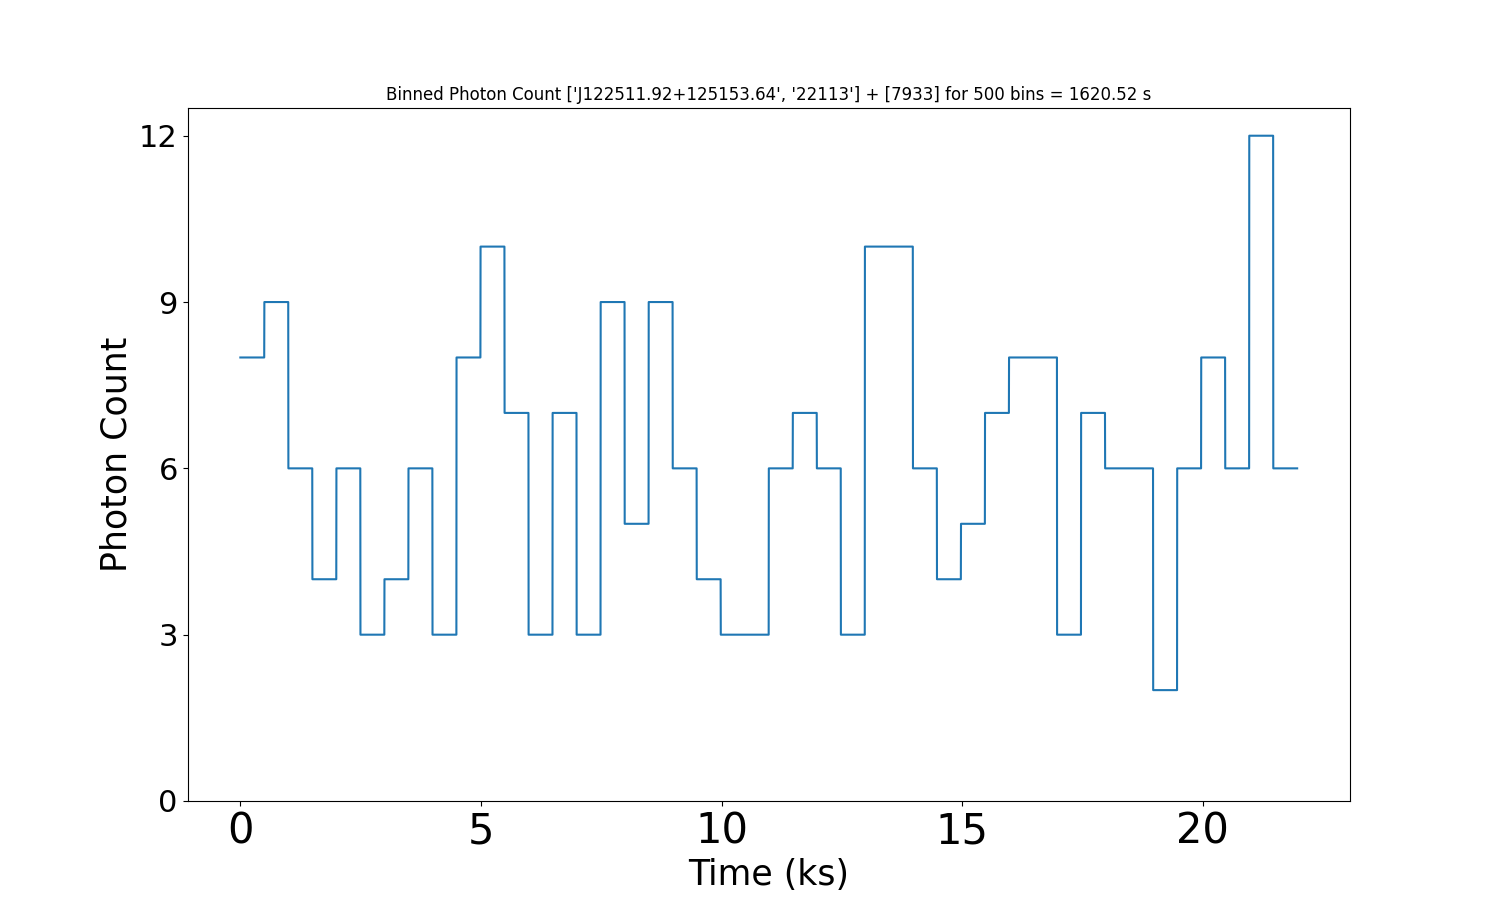 Binned Photon Count ['J122511.92+125153.64', '22113'] + [7933] for 500 bins = 1620.52 s
12
9
6
3
0
Photon Count
0 5 10 15 20
Time (ks)